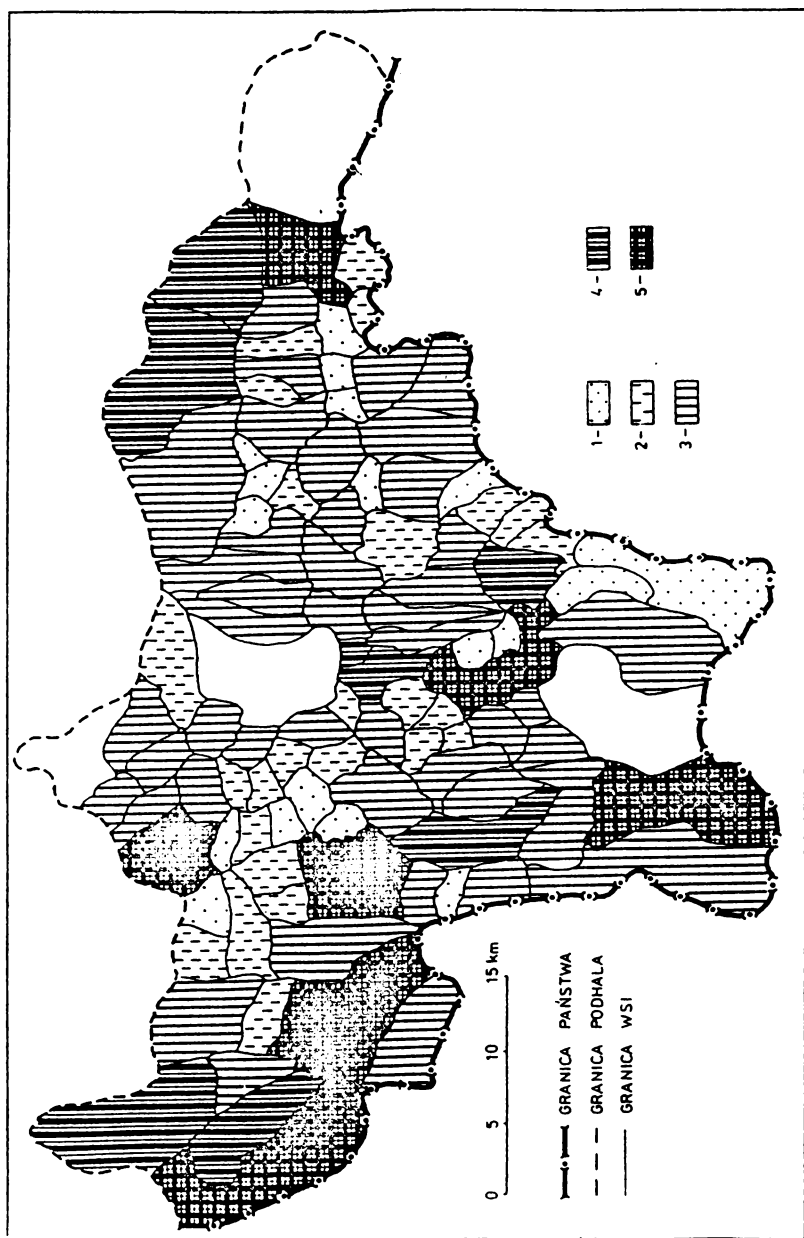 0 5 10 15 km
GRANICA PAŃSTWA
GRANICA PODHALA
GRANICA WSI
1-
2-
3-
4-
5-